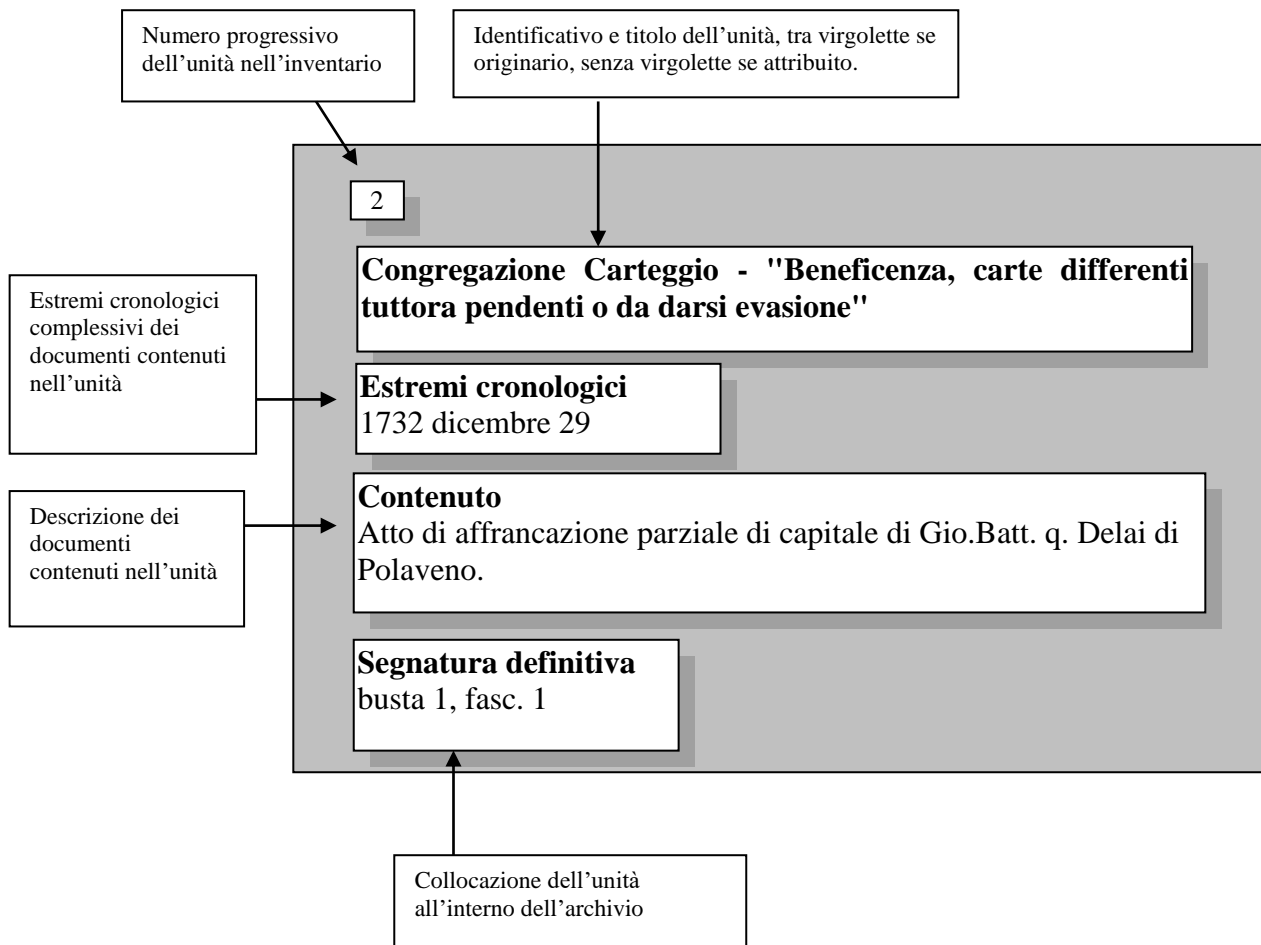 Numero progressivo
dell’unità nell’inventario
Identificativo e titolo dell’unità, tra virgolette se
originario, senza virgolette se attribuito.
2
Congregazione Carteggio - "Beneficenza, carte differenti
tuttora pendenti o da darsi evasione"
Estremi cronologici
complessivi dei
documenti contenuti
nell’unità
Estremi cronologici
1732 dicembre 29
Descrizione dei
documenti
contenuti nell’unità
Contenuto
Atto di affrancazione parziale di capitale di Gio.Batt. q. Delai di
Polaveno.
Segnatura definitiva
busta 1, fasc. 1
Collocazione dell’unità
all’interno dell’archivio